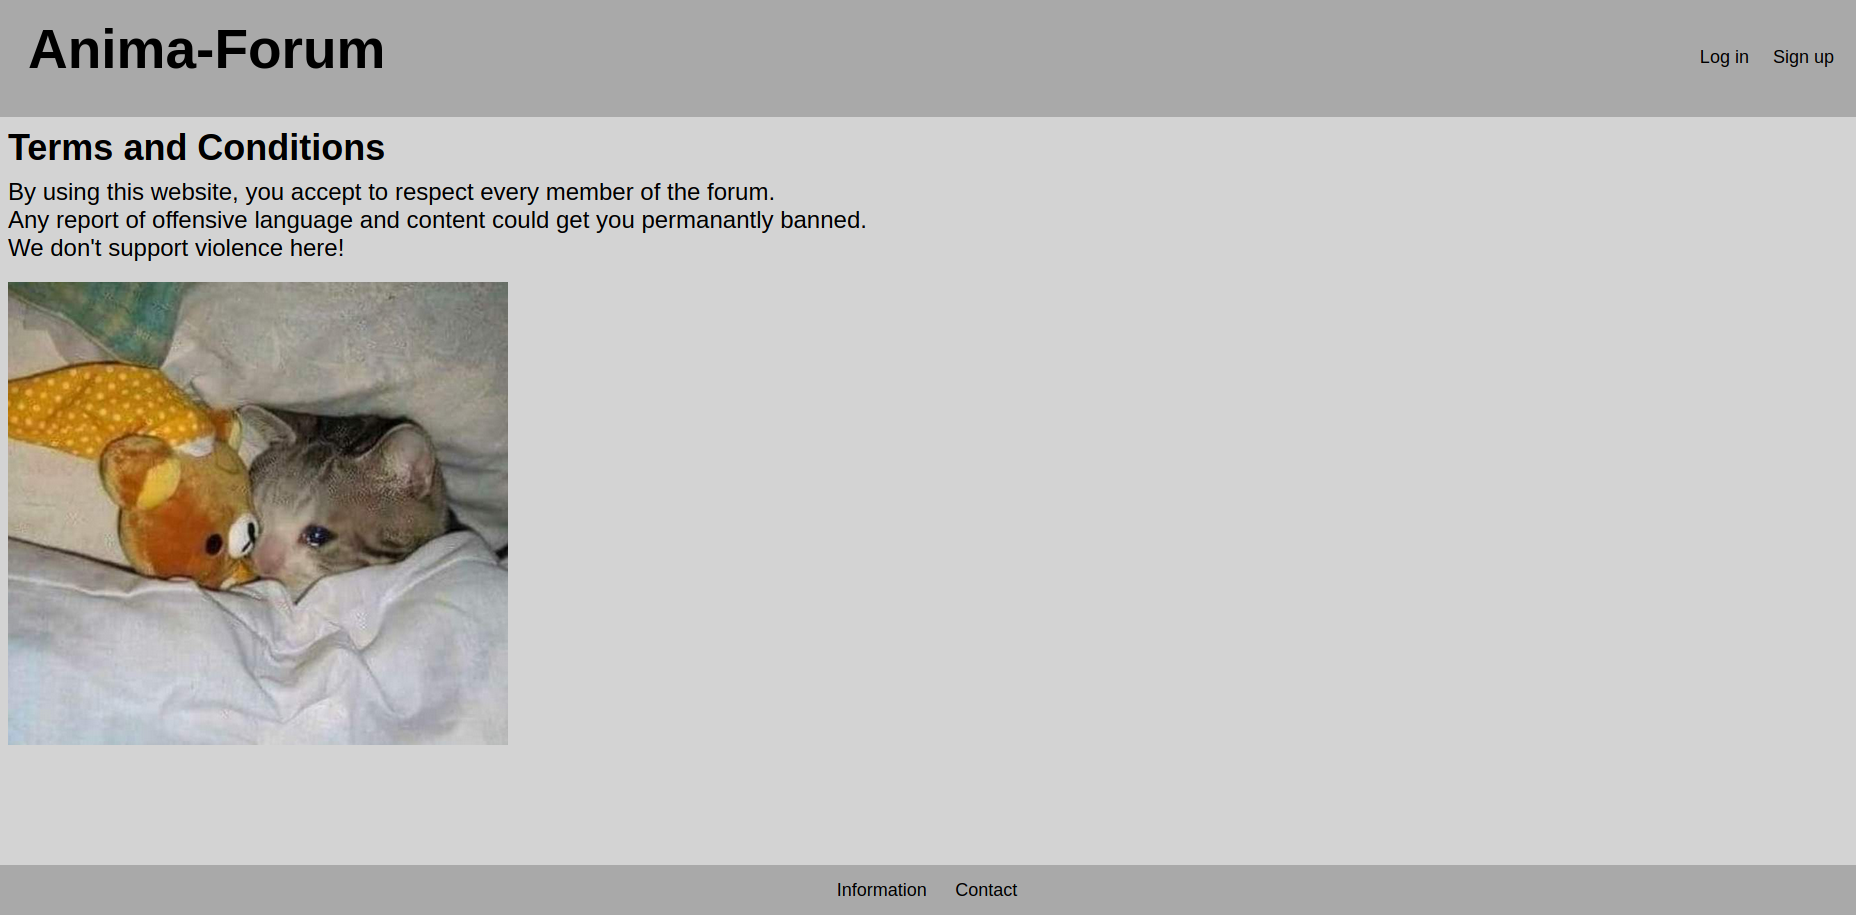 Anima-Forum
Log in
Sign up
Terms and Conditions
By using this website, you accept to respect every member of the forum.
Any report of offensive language and content could get you permanantly banned.
We don't support violence here!
Information
Contact